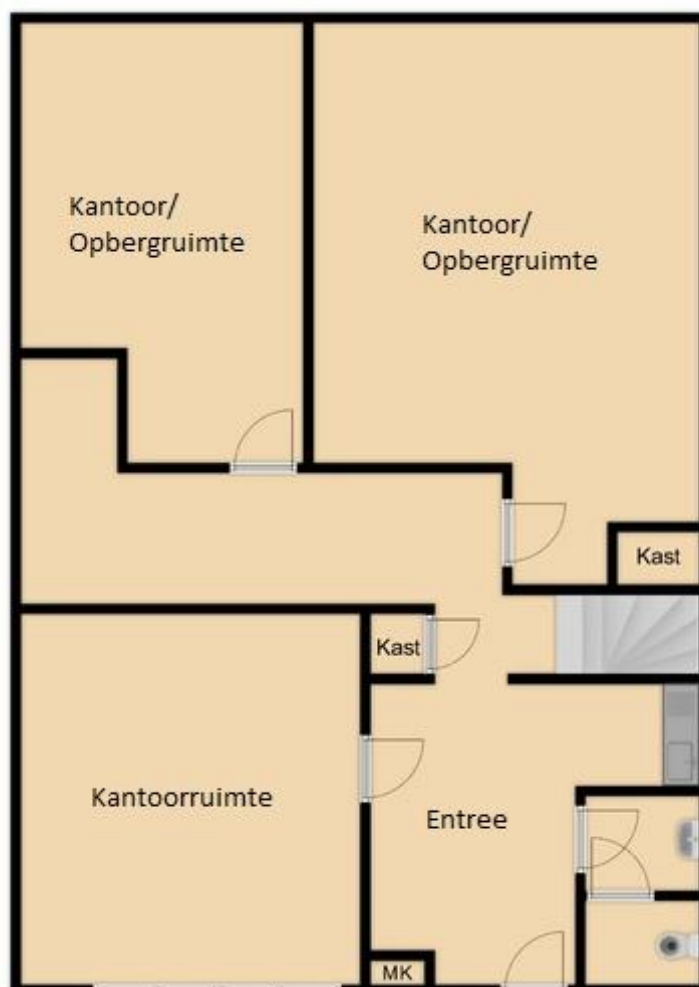 Kantoor/
Opbergruimte
Kantoor/
Opbergruimte
Kast
Kast
Kantoorruimte
Entree
MK